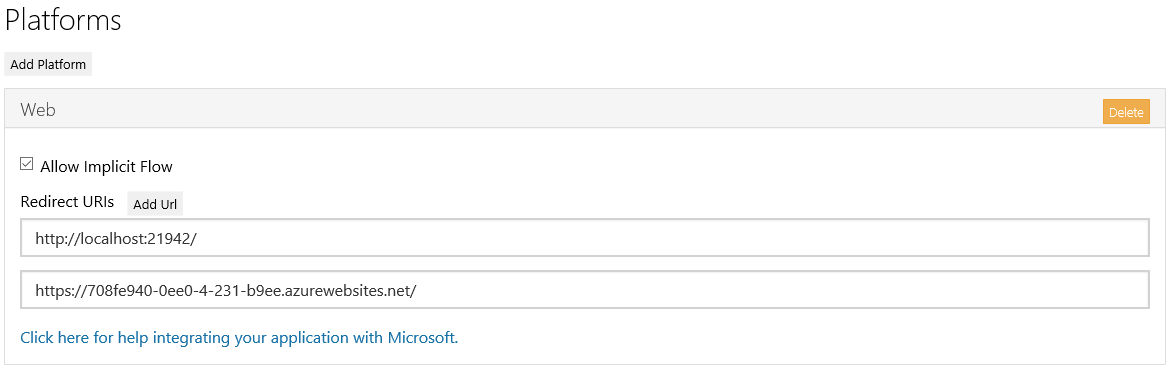 Platforms
Add Platform
Web
Delete
Allow Implicit Flow
Redirect URIs Add Url
http://localhost:21942/
https://708fe940-0ee0-4-231-b9ee.azurewebsites.net/
Click here for help integrating your application with Microsoft.